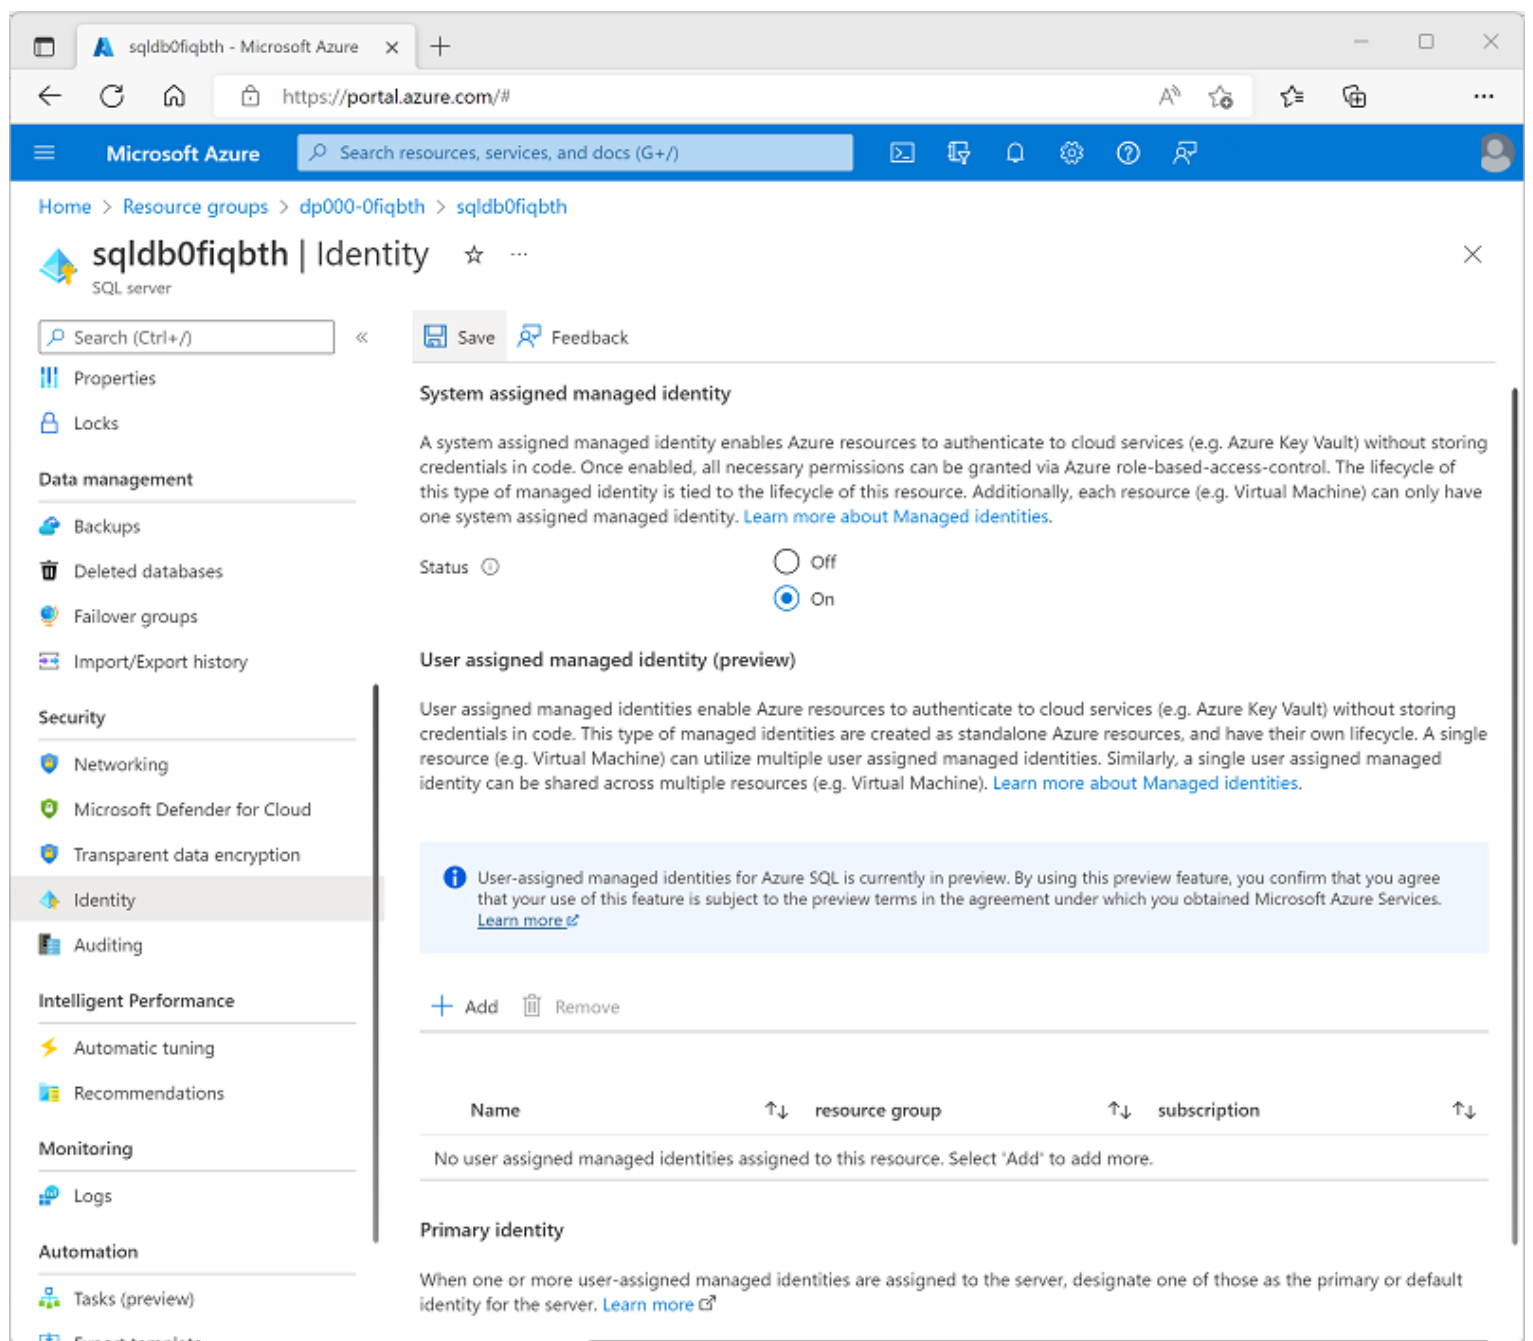 sqldb0fiqbth - Microsoft Azure
https://portal.azure.com/#
Microsoft Azure
Search resources, services, and docs (G+/)
Home > Resource groups > dp000-0fiqbth > sqldb0fiqbth
sqldb0fiqbth | Identity
SQL server
Search (Ctrl+/)
Properties
Locks
Data management
Backups
Deleted databases
Failover groups
Import/Export history
Security
Networking
Microsoft Defender for Cloud
Transparent data encryption
Identity
Auditing
Intelligent Performance
Automatic tuning
Recommendations
Monitoring
Logs
Automation
Tasks (preview)
Export template
Save
Feedback
System assigned managed identity
A system assigned managed identity enables Azure resources to authenticate to cloud services (e.g. Azure Key Vault) without storing
credentials in code. Once enabled, all necessary permissions can be granted via Azure role-based-access-control. The lifecycle of
this type of managed identity is tied to the lifecycle of this resource. Additionally, each resource (e.g. Virtual Machine) can only have
one system assigned managed identity. Learn more about Managed identities.
Status
Off
On
User assigned managed identity (preview)
User assigned managed identities enable Azure resources to authenticate to cloud services (e.g. Azure Key Vault) without storing
credentials in code. This type of managed identities are created as standalone Azure resources, and have their own lifecycle. A single
resource (e.g. Virtual Machine) can utilize multiple user assigned managed identities. Similarly, a single user assigned managed
identity can be shared across multiple resources (e.g. Virtual Machine). Learn more about Managed identities.
User-assigned managed identities for Azure SQL is currently in preview. By using this preview feature, you confirm that you agree
that your use of this feature is subject to the preview terms in the agreement under which you obtained Microsoft Azure Services.
Learn more
Add
Remove
Name
resource group
subscription
No user assigned managed identities assigned to this resource. Select 'Add' to add more.
Primary identity
When one or more user-assigned managed identities are assigned to the server, designate one of those as the primary or default
identity for the server. Learn more